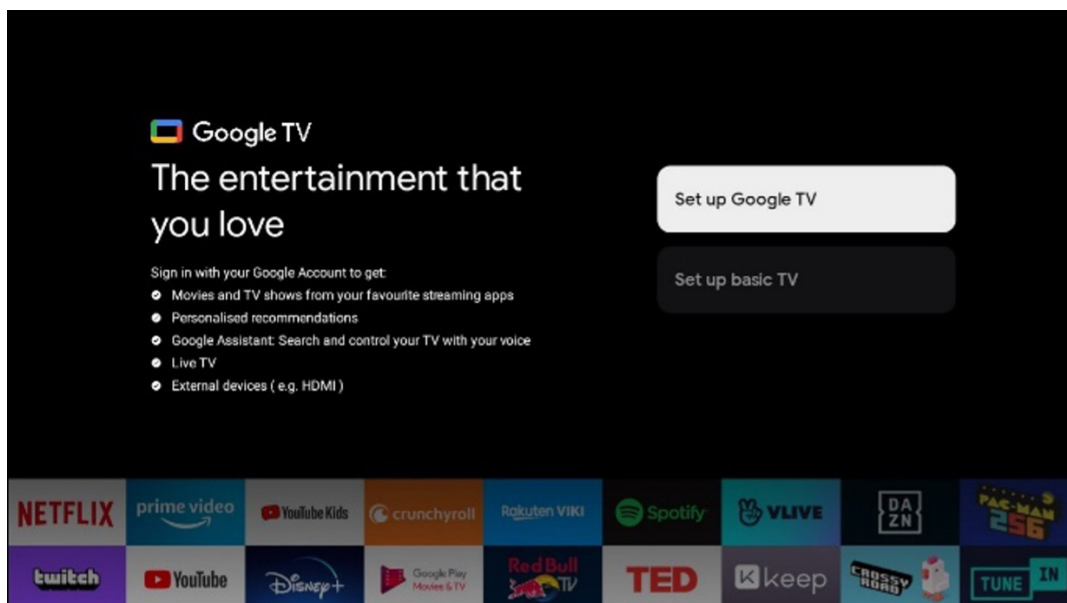 Google TV
The entertainment that
you love
Sign in with your Google Account to get:
Movies and TV shows from your favourite streaming apps
Personalised recommendations
Google Assistant: Search and control your TV with your voice
Live TV
External devices ( e.g. HDMI )
Set up Google TV
Set up basic TV
NETFLIX prime video YouTube Kids crunchyroll Rakuten VIKI Spotify VLIVE DAZN PAC-MAN 256
twitch YouTube Disney+ Google Play Movies & TV Red Bull TV TED keep CROSSY ROAD TUNE IN